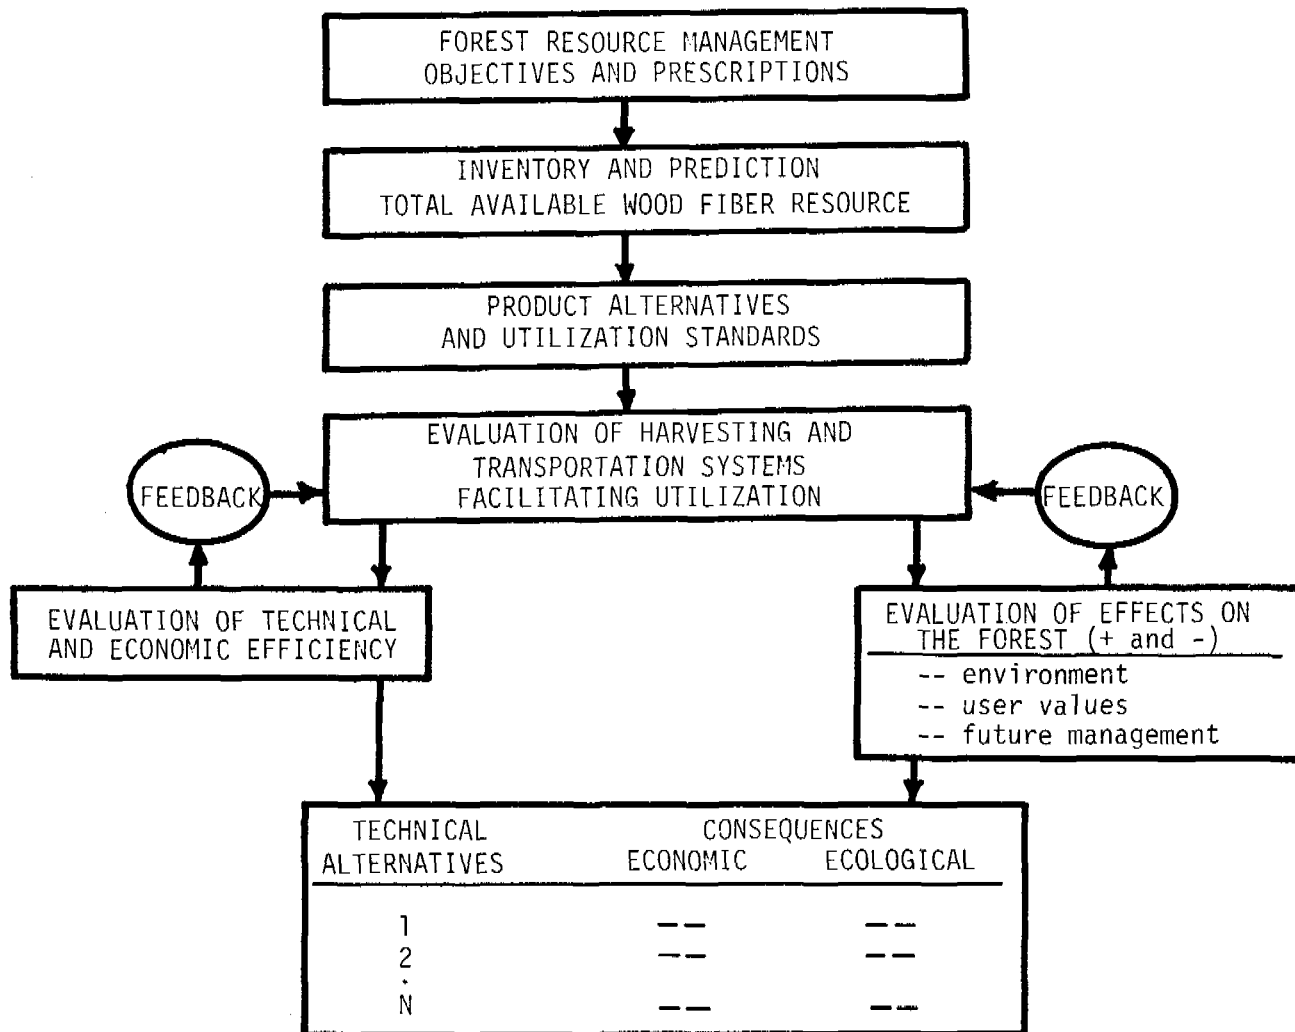 FOREST RESOURCE MANAGEMENT
OBJECTIVES AND PRESCRIPTIONS
INVENTORY AND PREDICTION
TOTAL AVAILABLE WOOD FIBER RESOURCE
PRODUCT ALTERNATIVES
AND UTILIZATION STANDARDS
EVALUATION OF HARVESTING AND
TRANSPORTATION SYSTEMS
FACILITATING UTILIZATION
FEEDBACK
FEEDBACK
EVALUATION OF TECHNICAL
AND ECONOMIC EFFICIENCY
EVALUATION OF EFFECTS ON
THE FOREST (+ and -)
-- environment
-- user values
-- future management
TECHNICAL CONSEQUENCES
ALTERNATIVES ECONOMIC ECOLOGICAL
1 -- --
2 -- --
.
N -- --